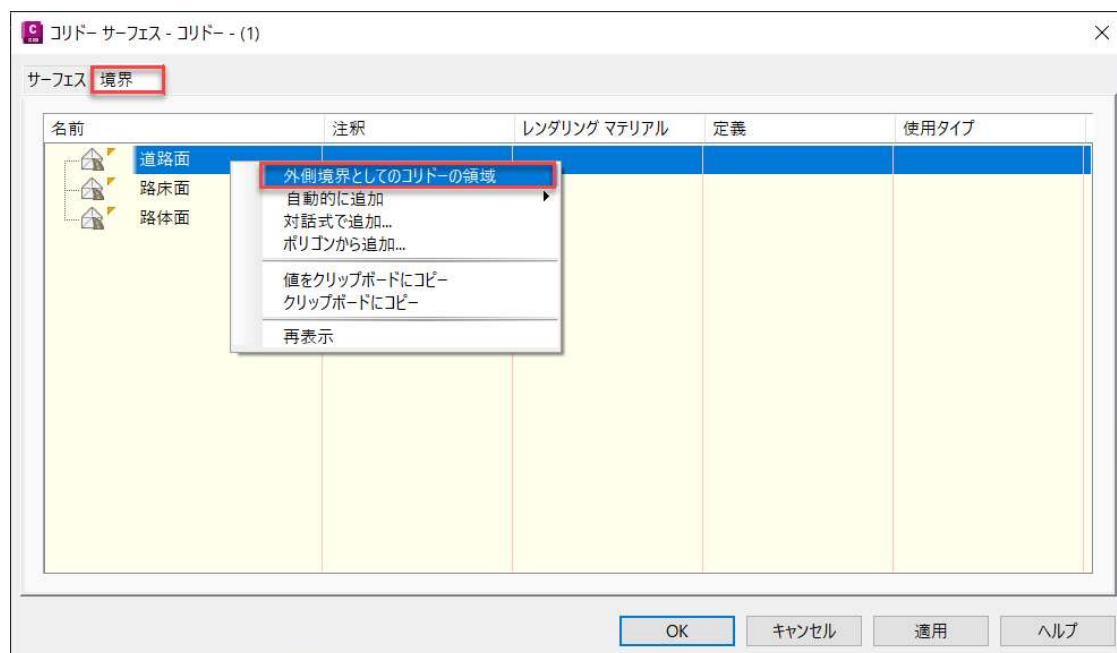 コリドー サーフェス - コリドー - (1)
サーフェス 境界
名前 注釈 レンダリング マテリアル 定義 使用タイプ
道路面
路床面
路体面
外側境界としてのコリドーの領域
自動的に追加
対話式で追加...
ポリゴンから追加...
値をクリップボードにコピー
クリップボードにコピー
再表示
OK キャンセル 適用 ヘルプ